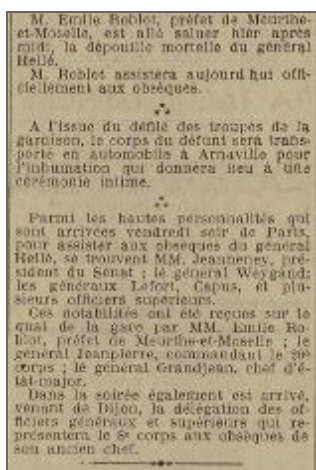 M. Emile Roblot, préfet de Meurthe-
et-Moselle, est allé saluer hier après
midi, la dépouille mortelle du général
Hellé.
M. Roblot assistera aujourd'hui offi-
ciellement aux obsèques.
A l'issue du défilé des troupes de la
garnison, le corps du défunt sera trans-
porté en automobile à Arnaville pour
l'inhumation qui donnera lieu à une
cérémonie intime.
Parmi les hautes personnalités qui
sont arrivées vendredi soir de Paris,
pour assister aux obsèques du général
Hellé, se trouvent MM. Jeanneney, pré-
sident du Sénat ; le général Weygand;
les généraux Lefort, Capus, et plu-
sieurs officiers supérieurs.
Ces notabilités ont été reçues sur le
quai de la gare par MM. Emile Ro-
blot, préfet de Meurthe-et-Moselle ; le
général Jeanpierre, commandant le 20e
corps ; le général Grandjean, chef d'é-
tat-major.
Dans la soirée également est arrivé,
venant de Dijon, la délégation des of-
ficiers généraux et supérieurs qui re-
présentera le 8e corps aux obsèques de
son ancien chef.